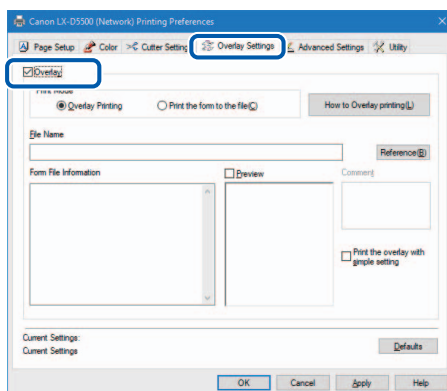 Canon LX-D5500 (Network) Printing Preferences
Page Setup Color Cutter Setting Overlay Settings Advanced Settings Utility
Overlay
Print Mode
Overlay Printing Print the form to the file(C) How to Overlay printing(L)
File Name
Reference(B)
Form File Information Preview Comment
Print the overlay with
simple setting
Current Settings:
Current Settings Defaults
OK Cancel Apply Help